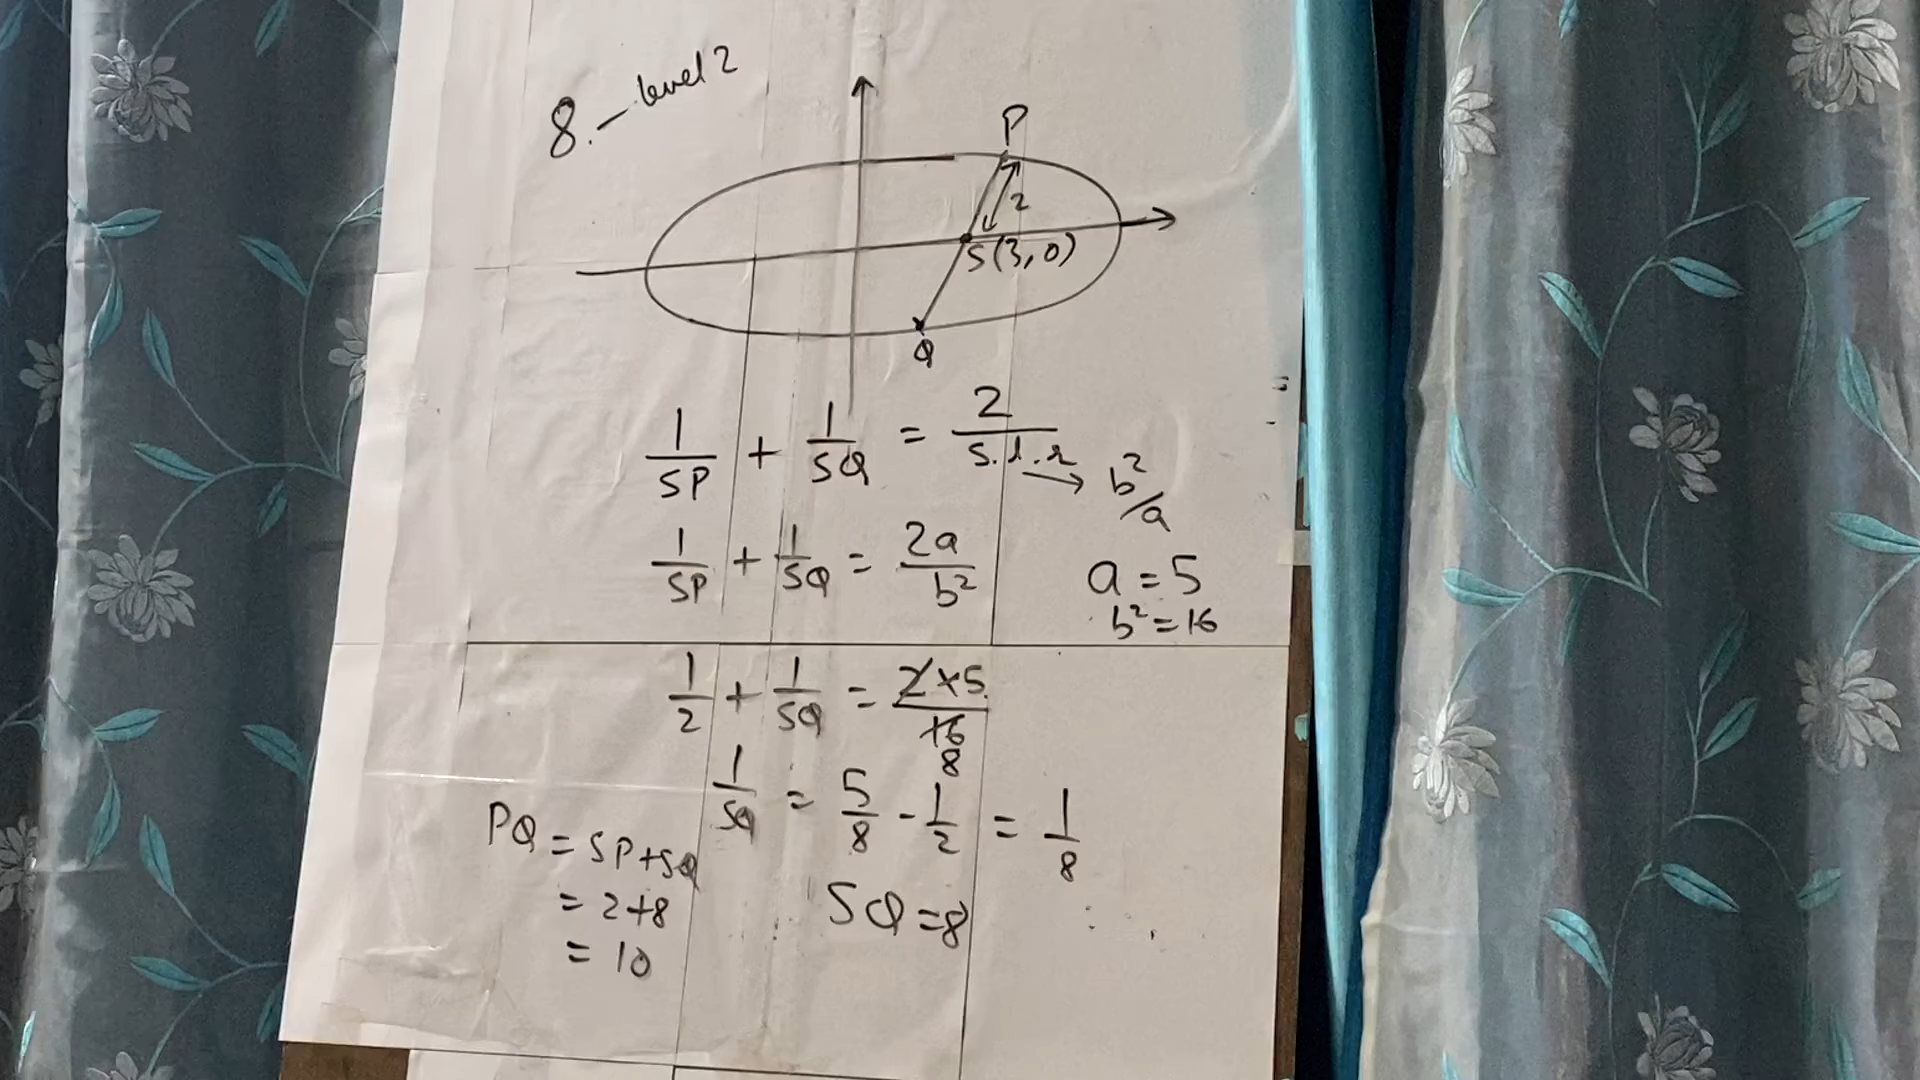 8. – level 2
P
2
S(3,0)
Q
1/SP + 1/SQ = 2/s.l.r → b²/a
1/SP + 1/SQ = 2a/b²
a = 5
b² = 16
1/2 + 1/SQ = 2×5/16
8
1/SQ = 5/8 - 1/2 = 1/8
PQ = SP+SQ
= 2+8
= 10
SQ = 8